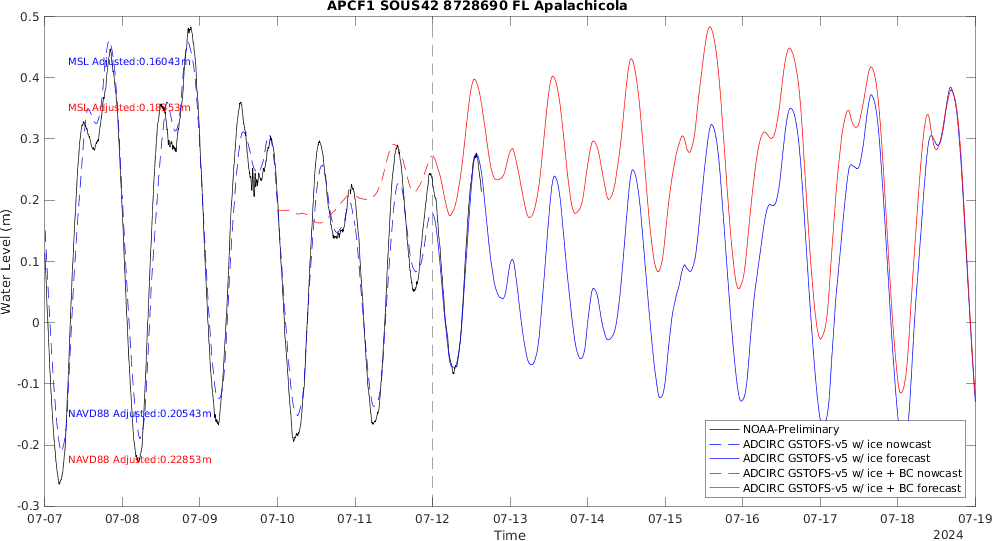 APCF1 SOUS42 8728690 FL Apalachicola
0.5
0.4
0.3
0.2
0.1
0
-0.1
-0.2
-0.3
Water Level (m)
MSL Adjusted:0.16043m
MSL Adjusted:
NAVD88 Adjusted:0.20543m
NAVD88 Adjusted:0.22853m
NOAA-Preliminary
ADCIRC GSTOFS-v5 w/ ice nowcast
ADCIRC GSTOFS-v5 w/ ice forecast
ADCIRC GSTOFS-v5 w/ ice + BC nowcast
ADCIRC GSTOFS-v5 w/ ice + BC forecast
07-07 07-08 07-09 07-10 07-11 07-12 07-13 07-14 07-15 07-16 07-17 07-18 07-19
Time
2024